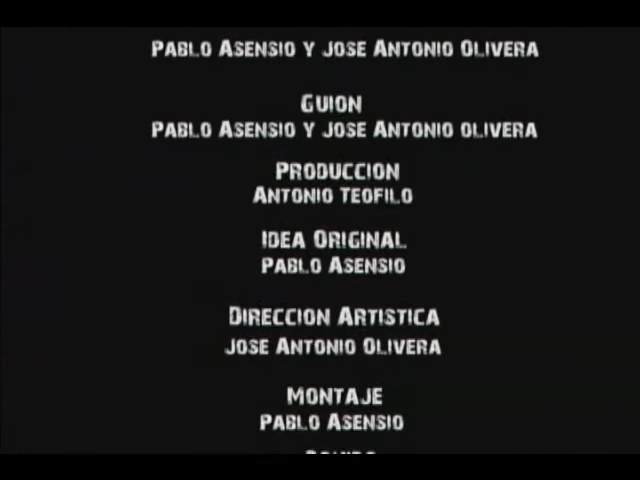 PABLO ASENSIO Y JOSE ANTONIO OLIVERA
GUION
PABLO ASENSIO Y JOSE ANTONIO OLIVERA
PRODUCCION
ANTONIO TEOFILO
IDEA ORIGINAL
PABLO ASENSIO
DIRECCION ARTISTICA
JOSE ANTONIO OLIVERA
MONTAJE
PABLO ASENSIO